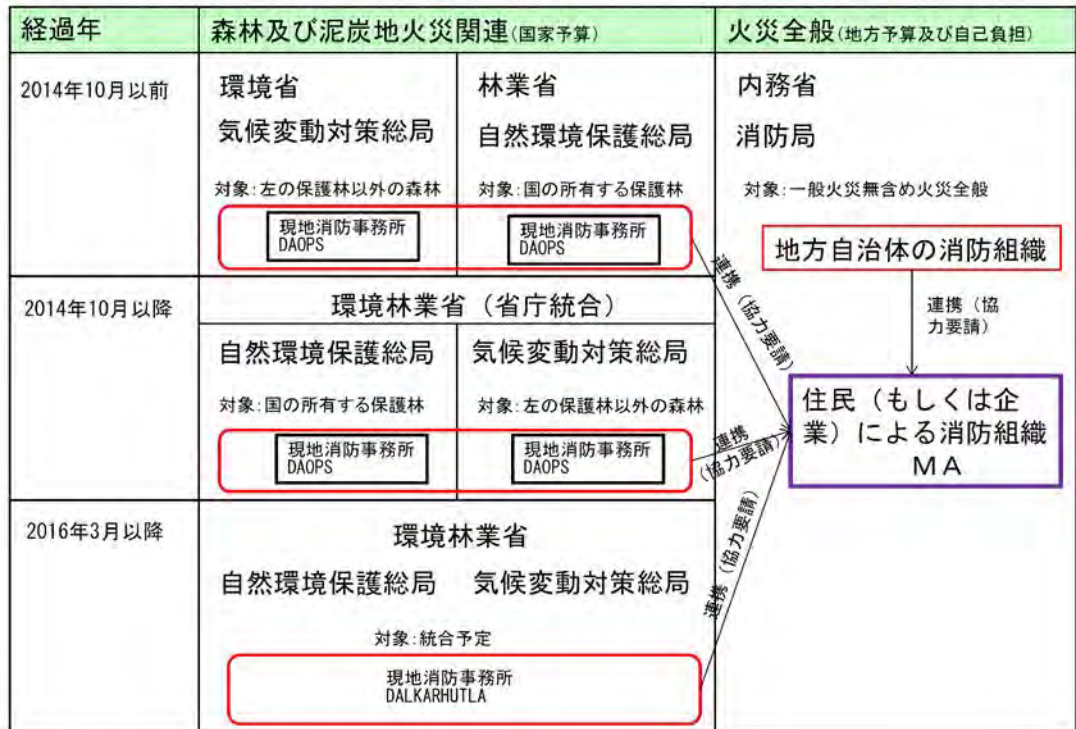 経過年
森林及び泥炭地火災関連(国家予算)
火災全般(地方予算及び自己負担)
2014年10月以前
環境省
気候変動対策総局
対象:左の保護林以外の森林
現地消防事務所
DAOPS
林業省
自然環境保護総局
対象:国の所有する保護林
現地消防事務所
DAOPS
内務省
消防局
対象:一般火災無含め火災全般
地方自治体の消防組織
連携(協力要請)
連携(協
力要請)
2014年10月以降
環境林業省(省庁統合)
自然環境保護総局
対象:国の所有する保護林
現地消防事務所
DAOPS
気候変動対策総局
対象:左の保護林以外の森林
現地消防事務所
DAOPS
連携
(協力要請)
住民(もしくは企
業)による消防組織
MA
2016年3月以降
環境林業省
自然環境保護総局 気候変動対策総局
対象:統合予定
現地消防事務所
DALKARHUTLA
連携(協力要請)